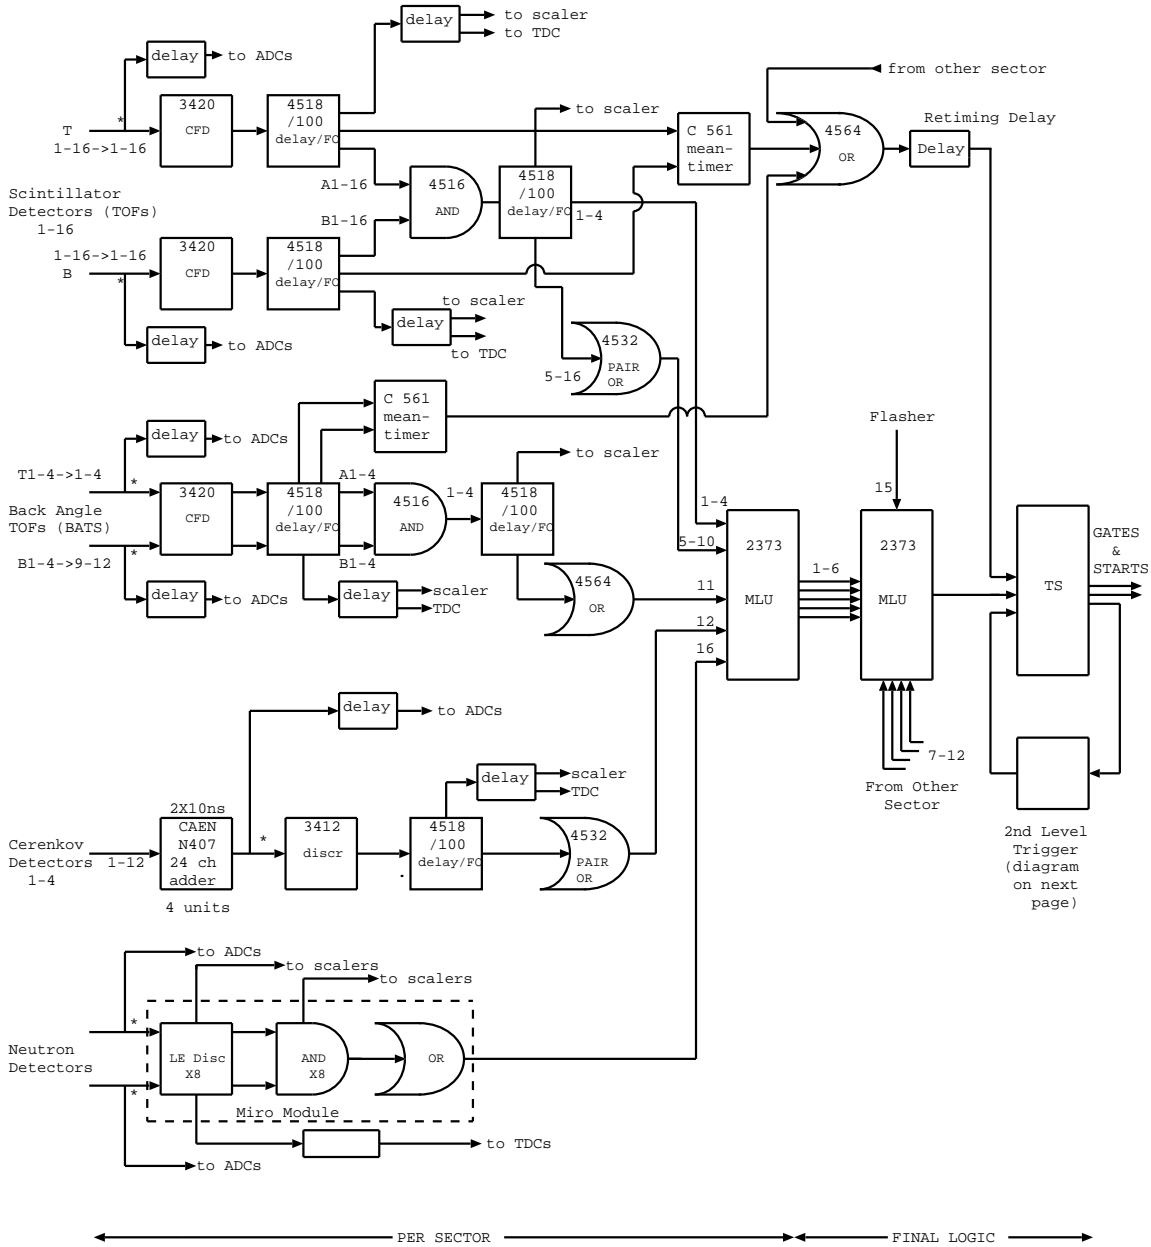 to scaler
delay
to TDC
delay
to ADCs
from other sector
3420
CFD
4518
/100
delay/FO
to scaler
C 561
mean-
timer
4564
OR
Retiming Delay
Delay
*
T
1-16->1-16
A1-16
4516
AND
4518
/100
delay/FO
1-4
B1-16
Scintillator
Detectors (TOFs)
1-16
1-16->1-16
B
*
3420
CFD
4518
/100
delay/FO
to scaler
delay
to TDC
delay
to ADCs
4532
PAIR
OR
5-16
C 561
mean-
timer
Flasher
delay
to ADCs
to scaler
T1-4->1-4
*
A1-4
15
3420
CFD
4518
/100
delay/FO
4516
AND
1-4
4518
/100
delay/FO
1-4
Back Angle
TOFs (BATS)
*
B1-4->9-12
B1-4
5-10
2373
MLU
1-6
2373
MLU
GATES
&
STARTS
TS
delay
to ADCs
delay
scaler
TDC
4564
OR
11
12
16
delay
to ADCs
7-12
From Other
Sector
delay
scaler
TDC
2X10ns
CAEN
N407
24 ch
adder
4 units
*
3412
discr
4518
/100
delay/FO
4532
PAIR
OR
Cerenkov
Detectors
1-4
1-12
2nd Level
Trigger
(diagram
on next
page)
to ADCs
to scalers
to scalers
*
LE Disc
X8
AND
X8
OR
Neutron
Detectors
*
Miro Module
to TDCs
to ADCs
PER SECTOR
FINAL LOGIC